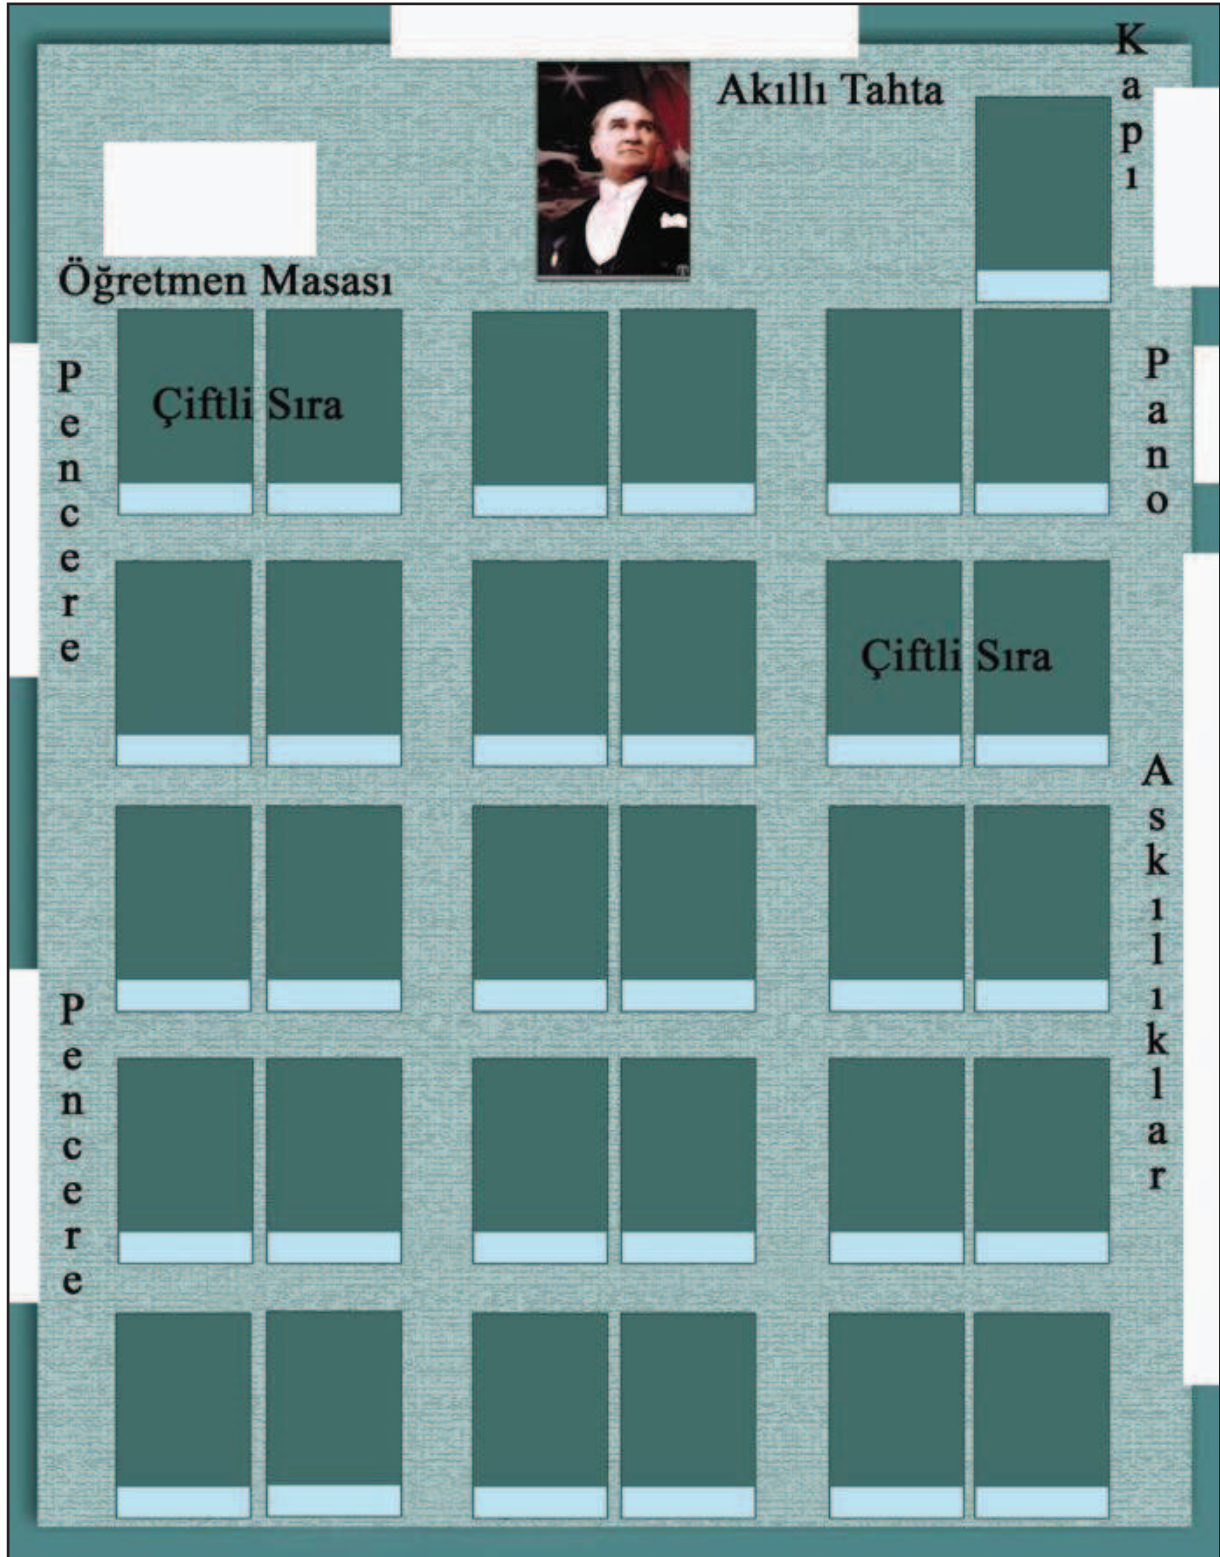 Akıllı Tahta
Kapı
Öğretmen Masası
Pencere
Çiftli Sıra
Pano
Çiftli Sıra
Askılıklar
Pencere